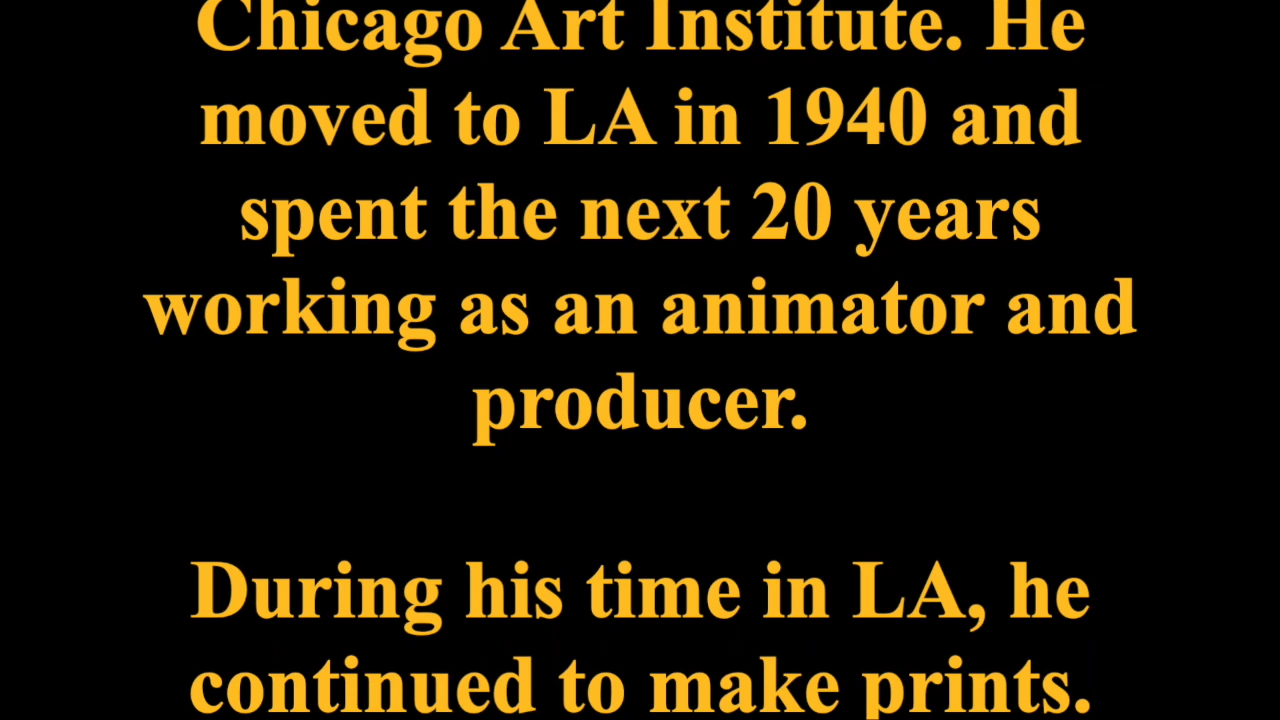 Chicago Art Institute. He
moved to LA in 1940 and
spent the next 20 years
working as an animator and
producer.
During his time in LA, he
continued to make prints.